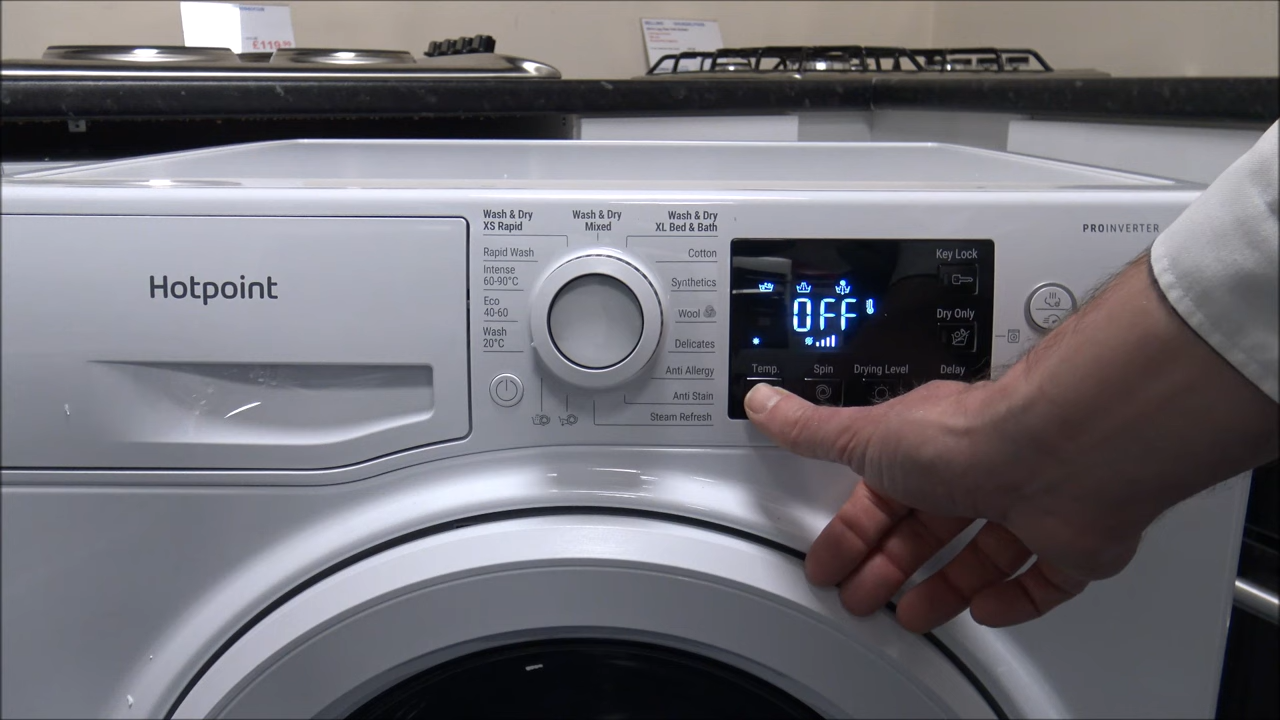 £119.99
Hotpoint
Wash & Dry
XS Rapid
Wash & Dry
Mixed
Wash & Dry
XL Bed & Bath
Rapid Wash
Intense
60-90°C
Eco
40-60
Wash
20°C
Cotton
Synthetics
Wool
Delicates
Anti Allergy
Anti Stain
Steam Refresh
OFF
Key Lock
Dry Only
Temp.
Spin
Drying Level
Delay
PROINVERTER